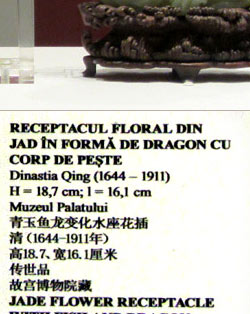 RECEPTACUL FLORAL DIN
JAD ÎN FORMĂ DE DRAGON CU
CORP DE PEȘTE
Dinastia Qing (1644 – 1911)
H = 18,7 cm; l = 16,1 cm
Muzeul Palatului
青玉鱼龙变化水座花插
清 (1644-1911年)
高18.7, 宽16.1厘米
传世品
故宫博物院藏
JADE FLOWER RECEPTACLE